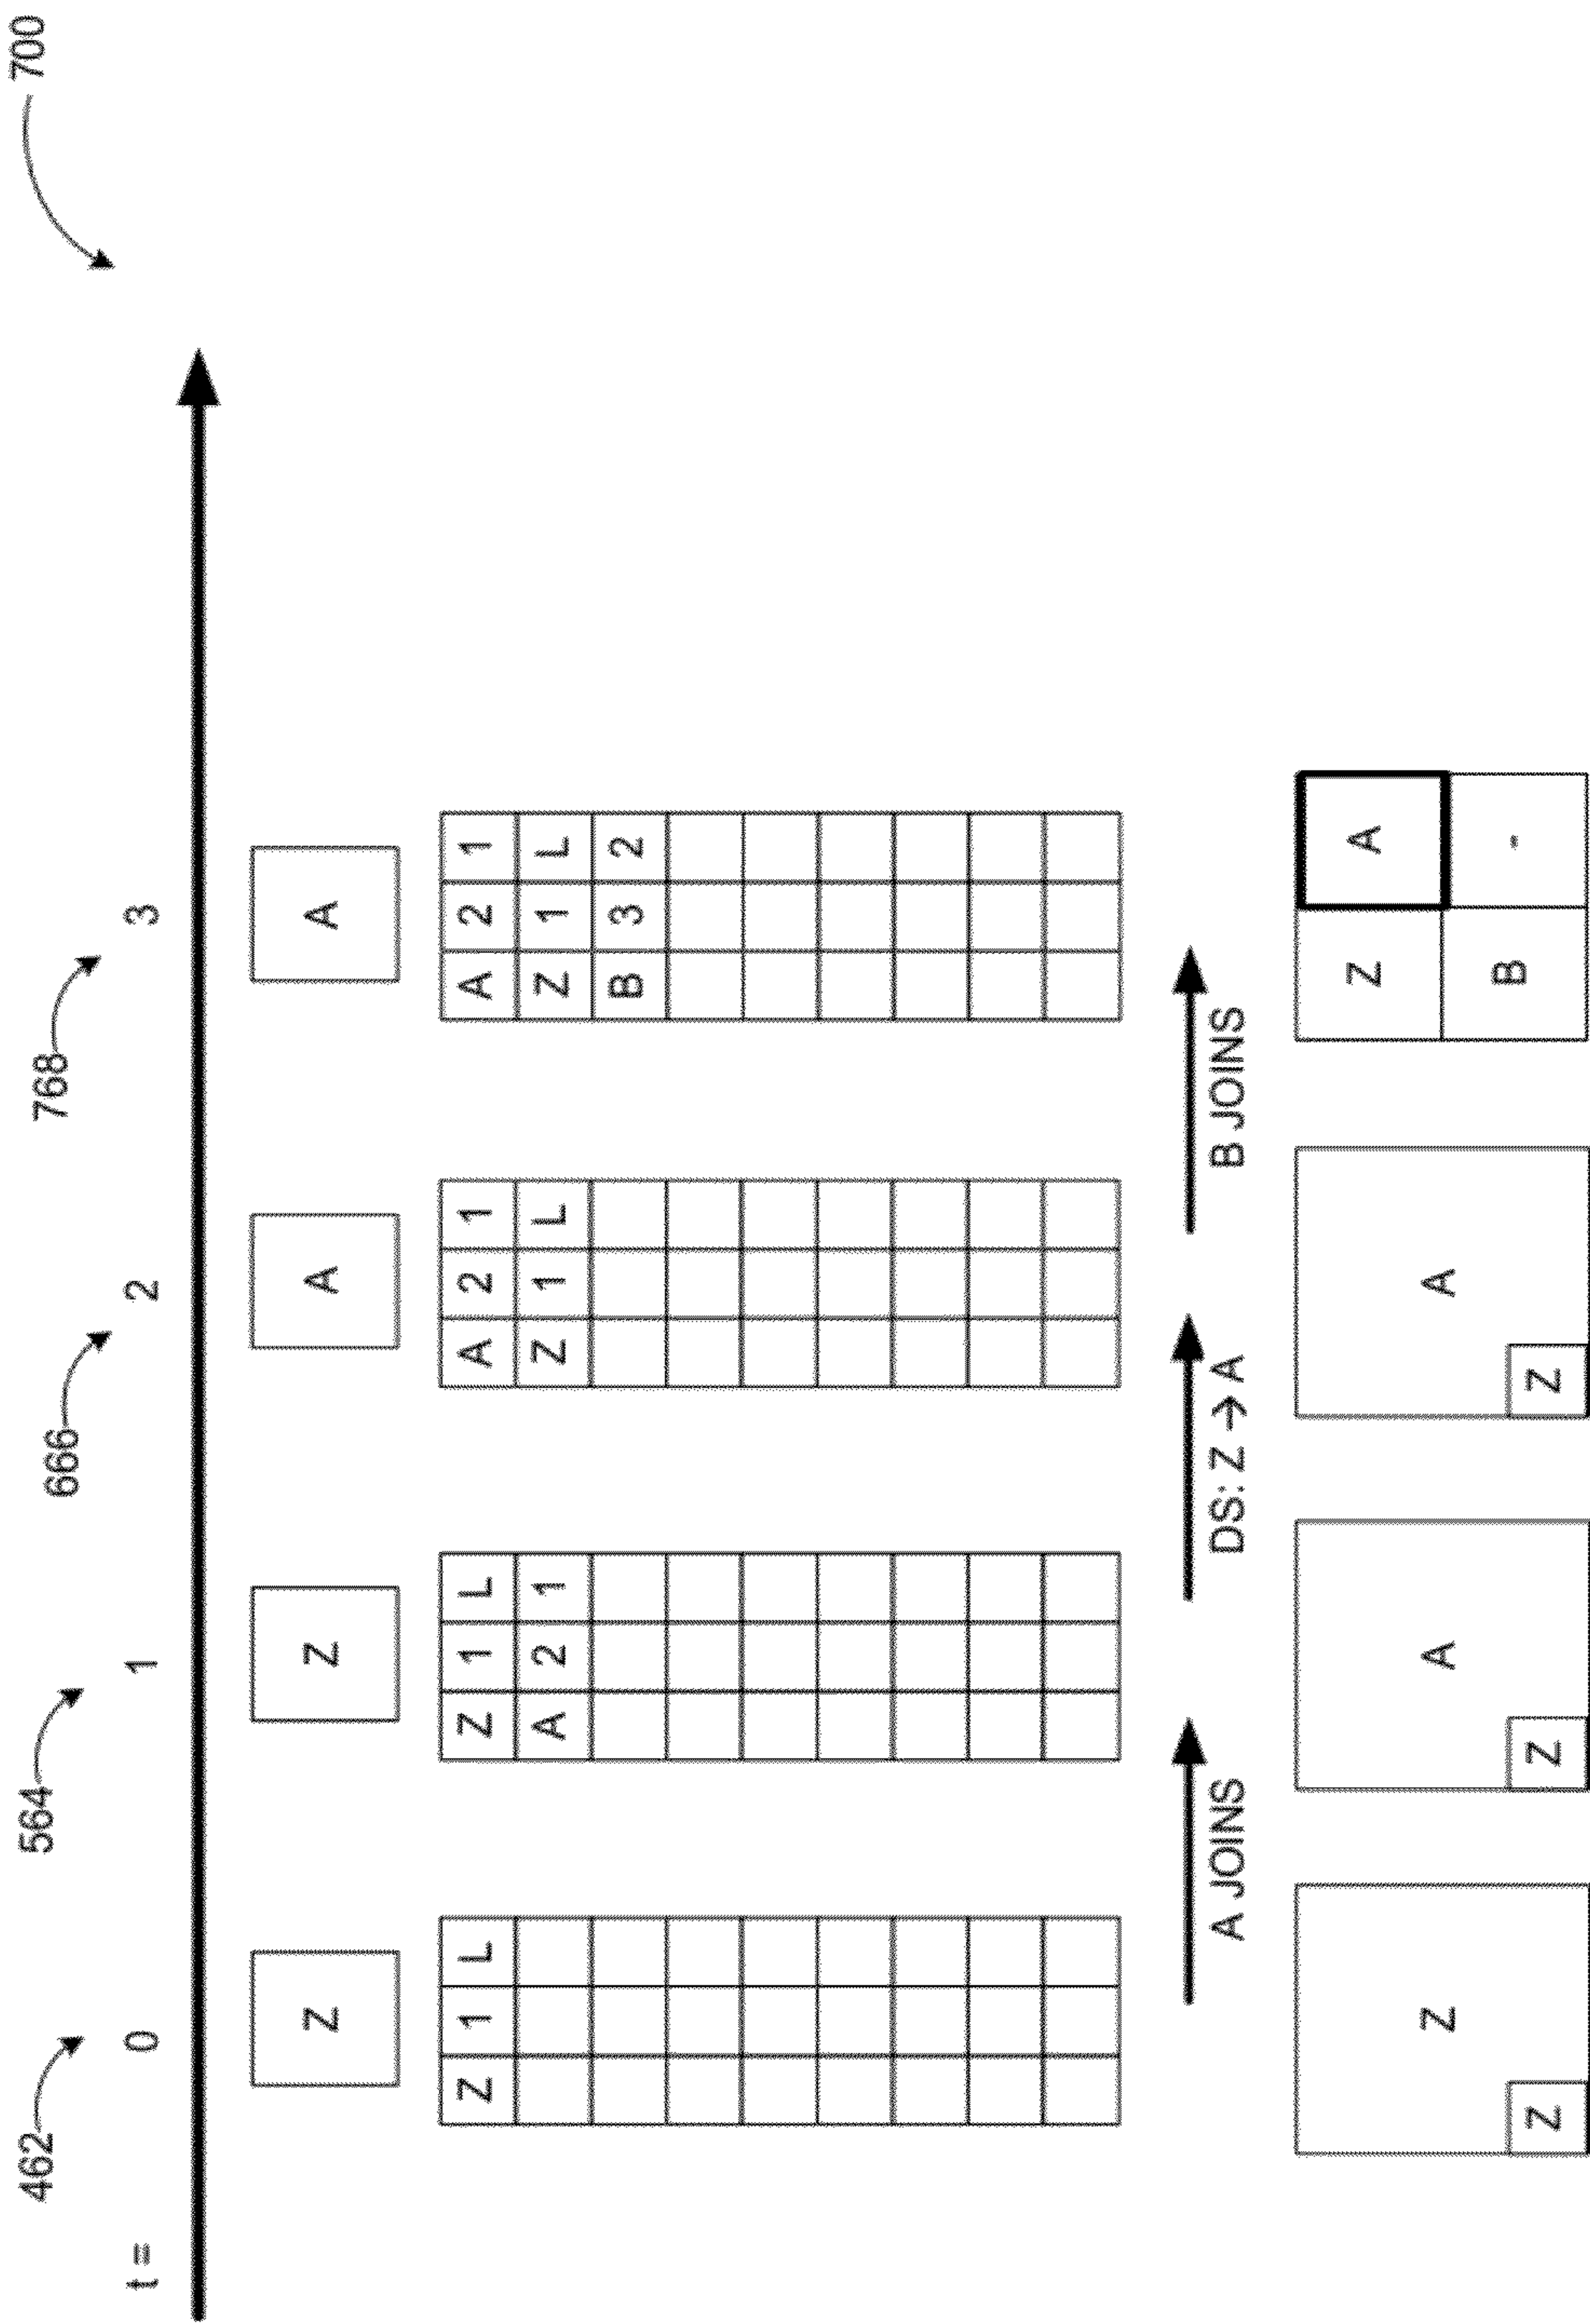 700
462 564 666 768
t = 0 1 2 3
Z Z A A
Z 1 L Z 1 L A 2 1 A 2 1
A 2 1 Z 1 L Z 1 L
B 3 2
A JOINS DS: Z → A B JOINS
Z A A Z A
Z Z Z B -